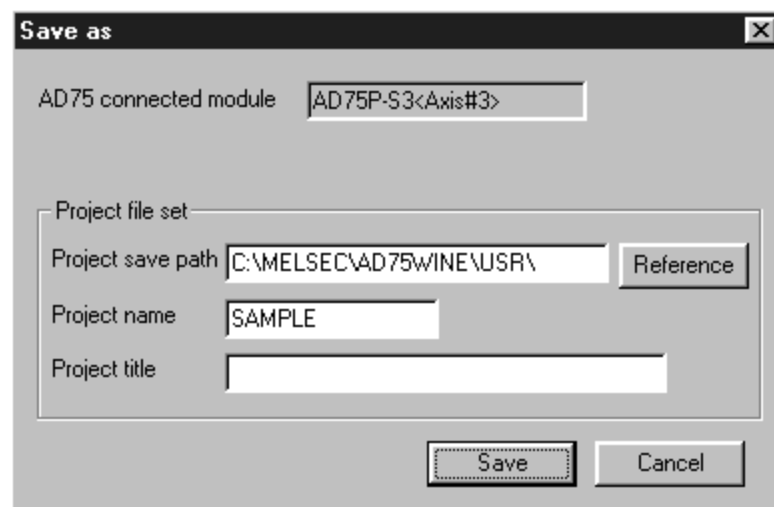 Save as
AD75 connected module AD75P-S3<Axis#3>
Project file set
Project save path C:\MELSEC\AD75WINE\USR\ Reference
Project name SAMPLE
Project title
Save Cancel